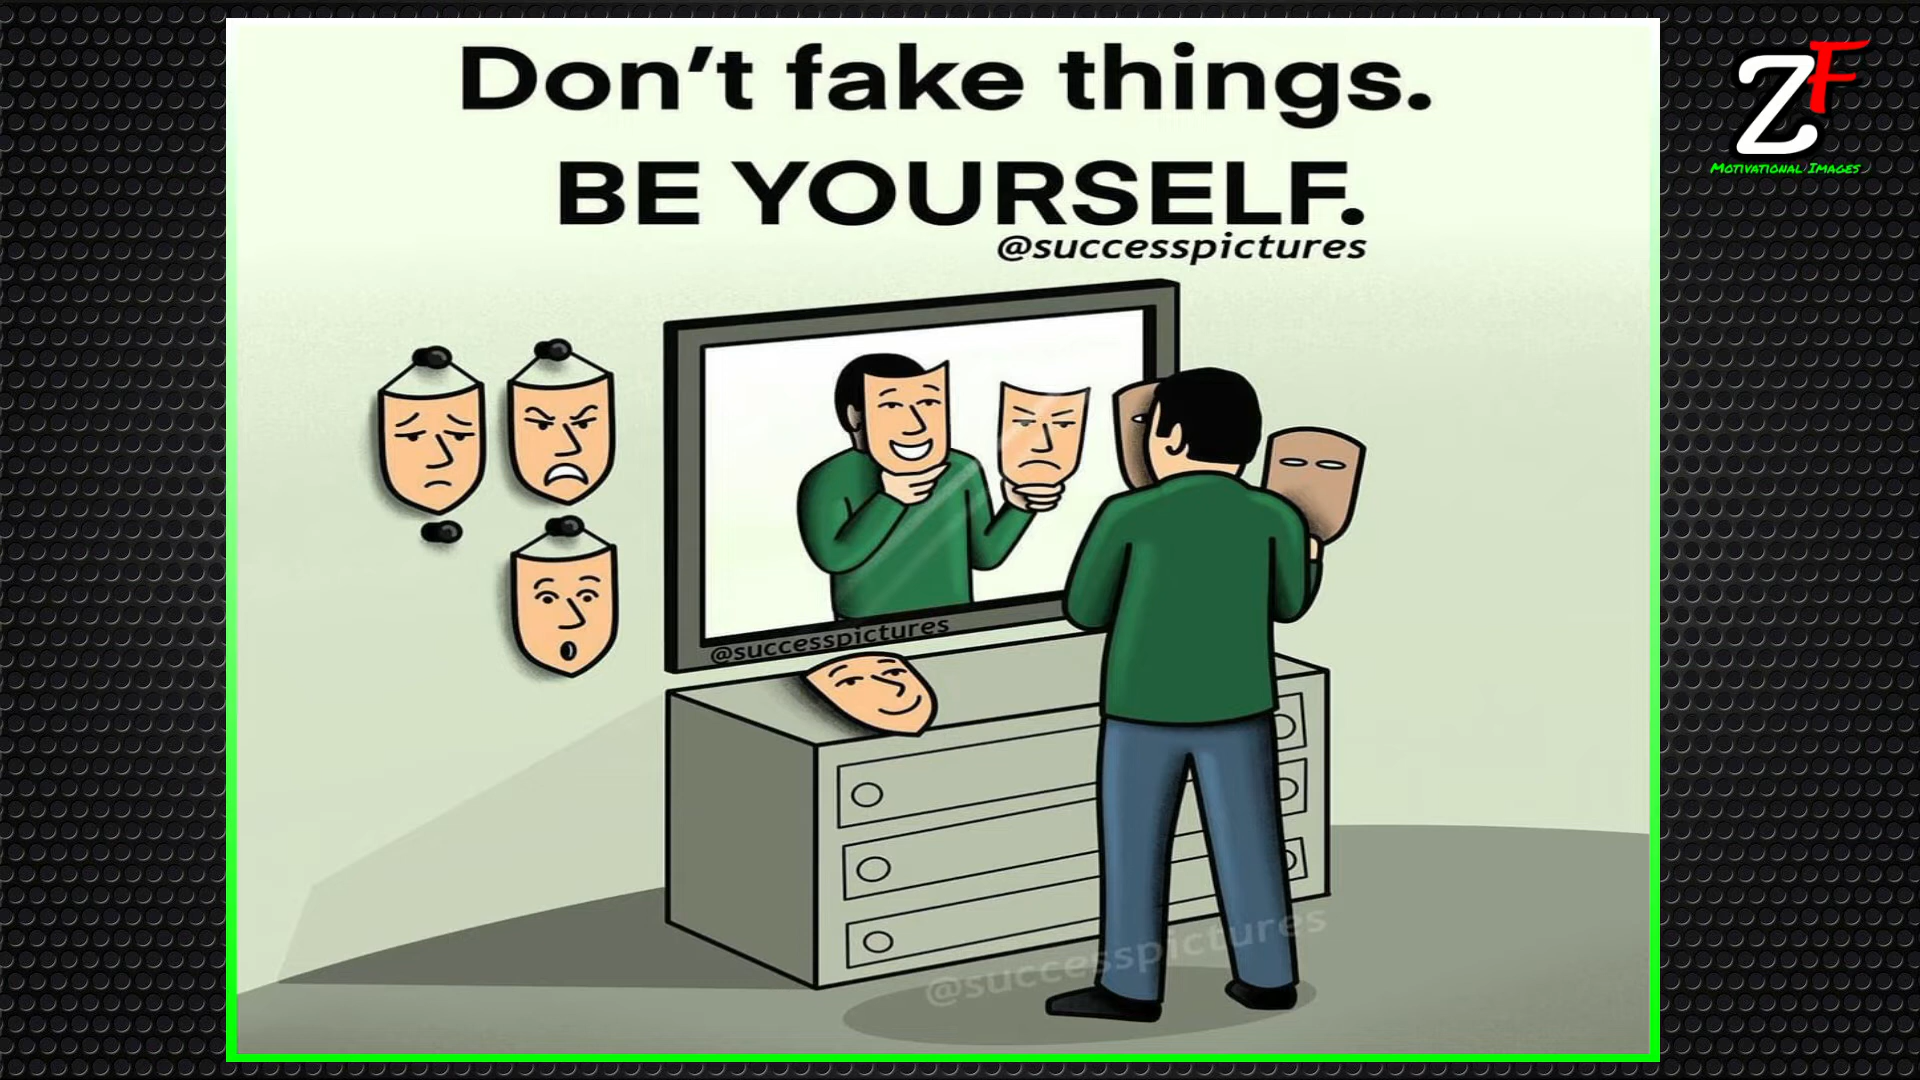 Don't fake things.
BE YOURSELF.
@successpictures
ZF
MOTIVATIONAL IMAGES
@successpictures
@successpictures